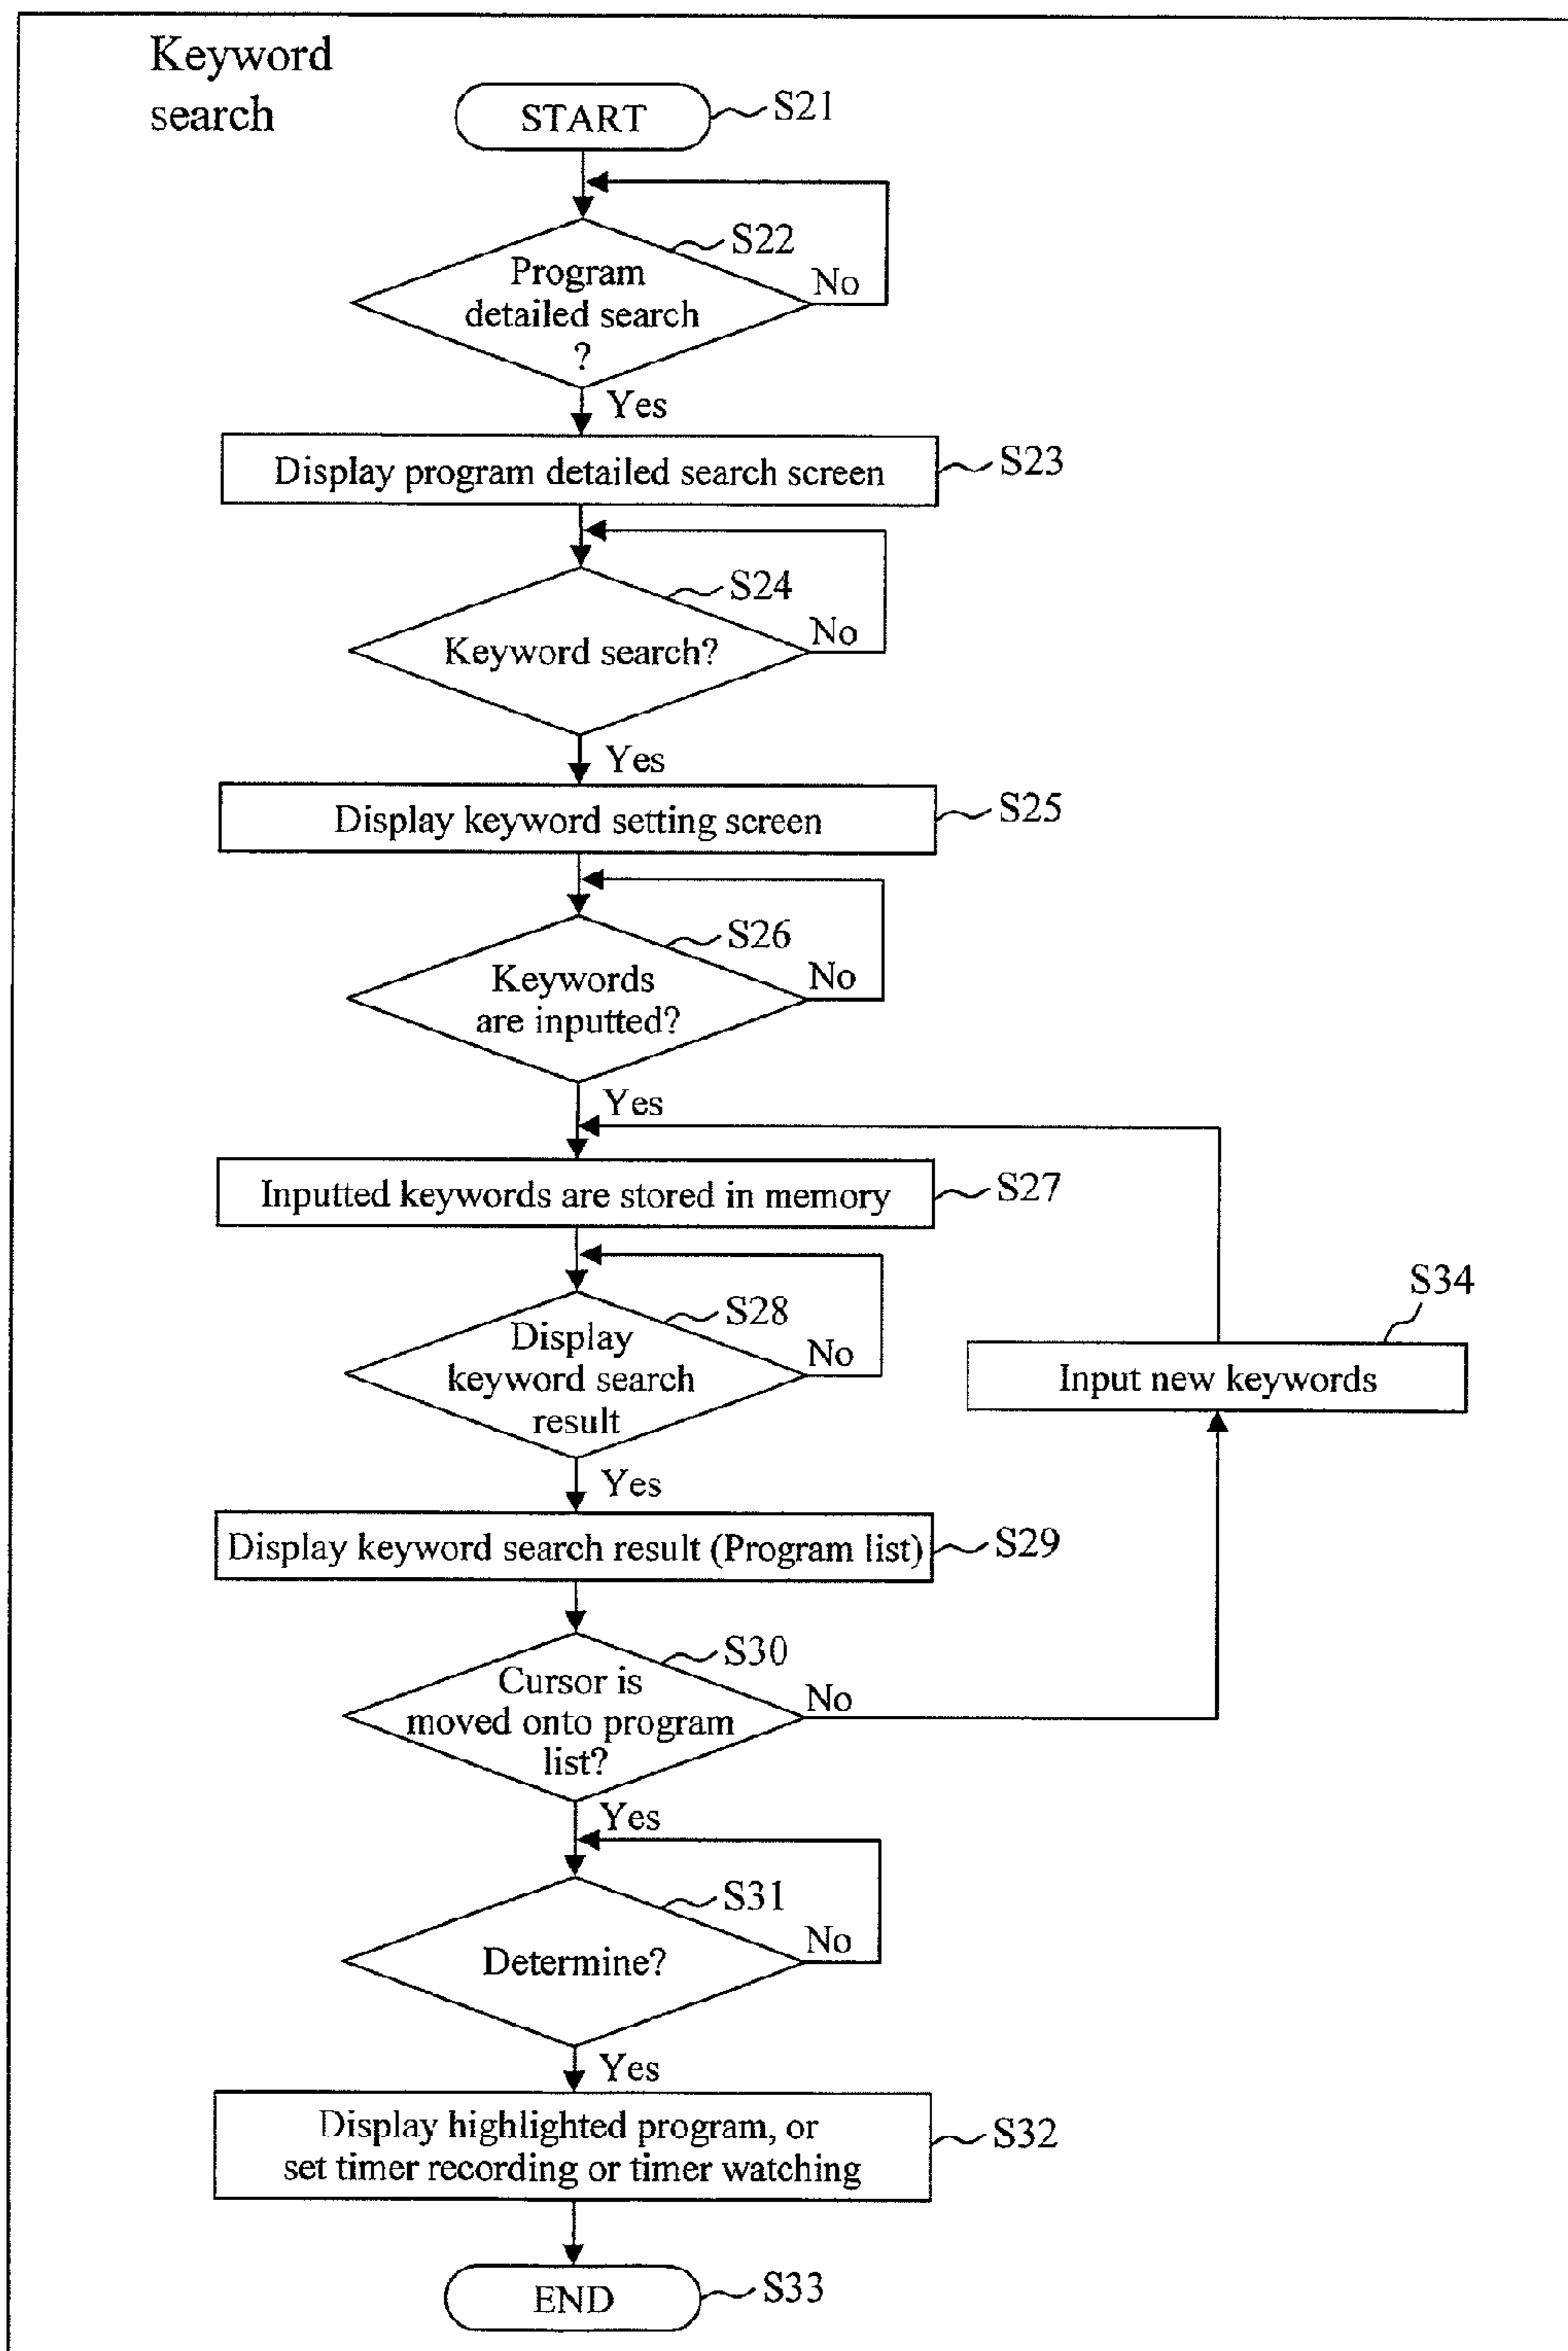 Keyword
search
START
S21
S22
Program
detailed search
?
No
Yes
Display program detailed search screen
S23
S24
Keyword search?
No
Yes
Display keyword setting screen
S25
S26
Keywords
are inputted?
No
Yes
Inputted keywords are stored in memory
S27
S28
Display
keyword search
result
No
Yes
S34
Input new keywords
Display keyword search result (Program list)
S29
S30
Cursor is
moved onto program
list?
No
Yes
S31
Determine?
No
Yes
Display highlighted program, or
set timer recording or timer watching
S32
END
S33